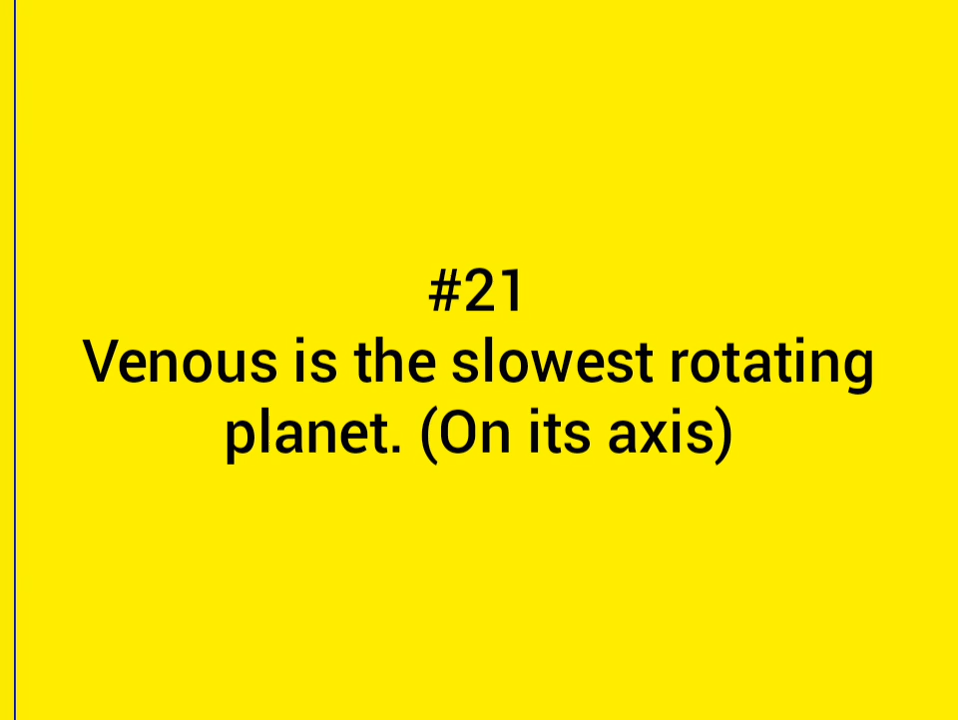 #21
Venous is the slowest rotating
planet. (On its axis)